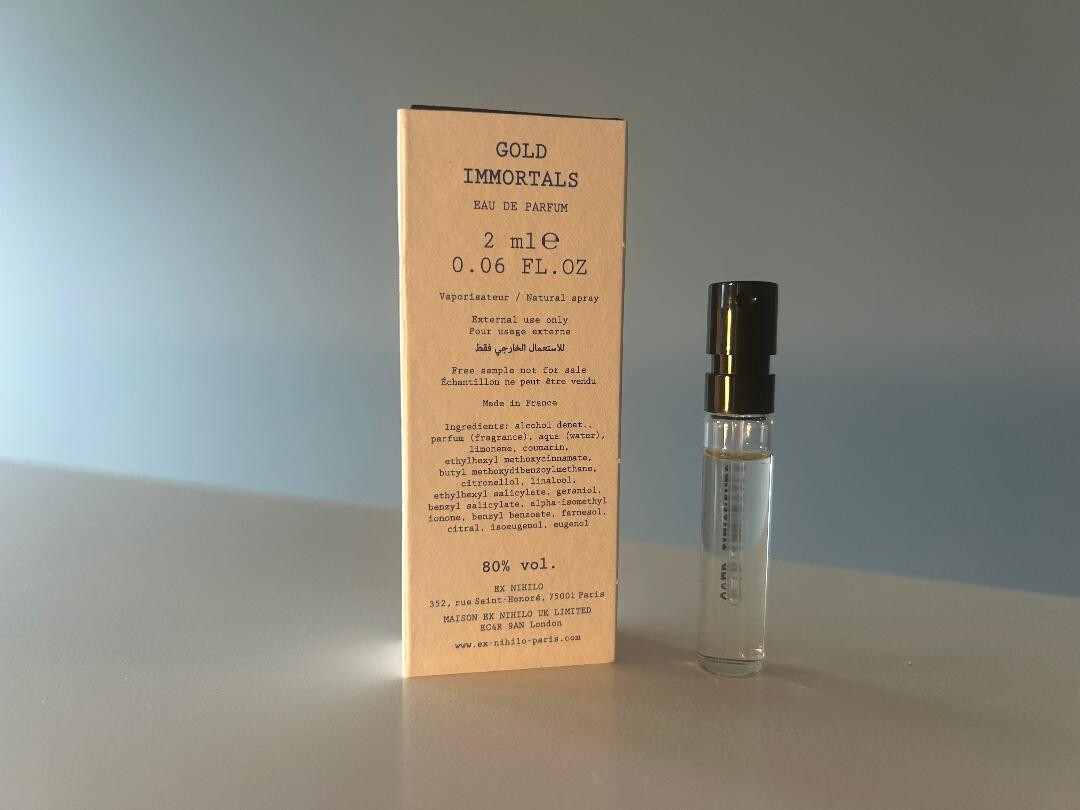 GOLD
IMMORTALS
EAU DE PARFUM
2 ml℮
0.06 FL.OZ
Vaporisateur / Natural spray
External use only
Pour usage externe
للاستعمال الخارجي فقط
Free sample not for sale
Échantillon ne peut être vendu
Made in France
Ingredients: alcohol denat.,
parfum (fragrance), aqua (water),
limonene, coumarin,
ethylhexyl methoxycinnamate,
butyl methoxydibenzoylmethane,
citronellol, linalool,
ethylhexyl salicylate, geraniol,
benzyl salicylate, alpha-isomethyl
ionone, benzyl benzoate, farnesol,
citral, isoeugenol, eugenol
80% vol.
EX NIHILO
352, rue Saint-Honoré, 75001 Paris
MAISON EX NIHILO UK LIMITED
EC4R 9AN London
www.ex-nihilo-paris.com